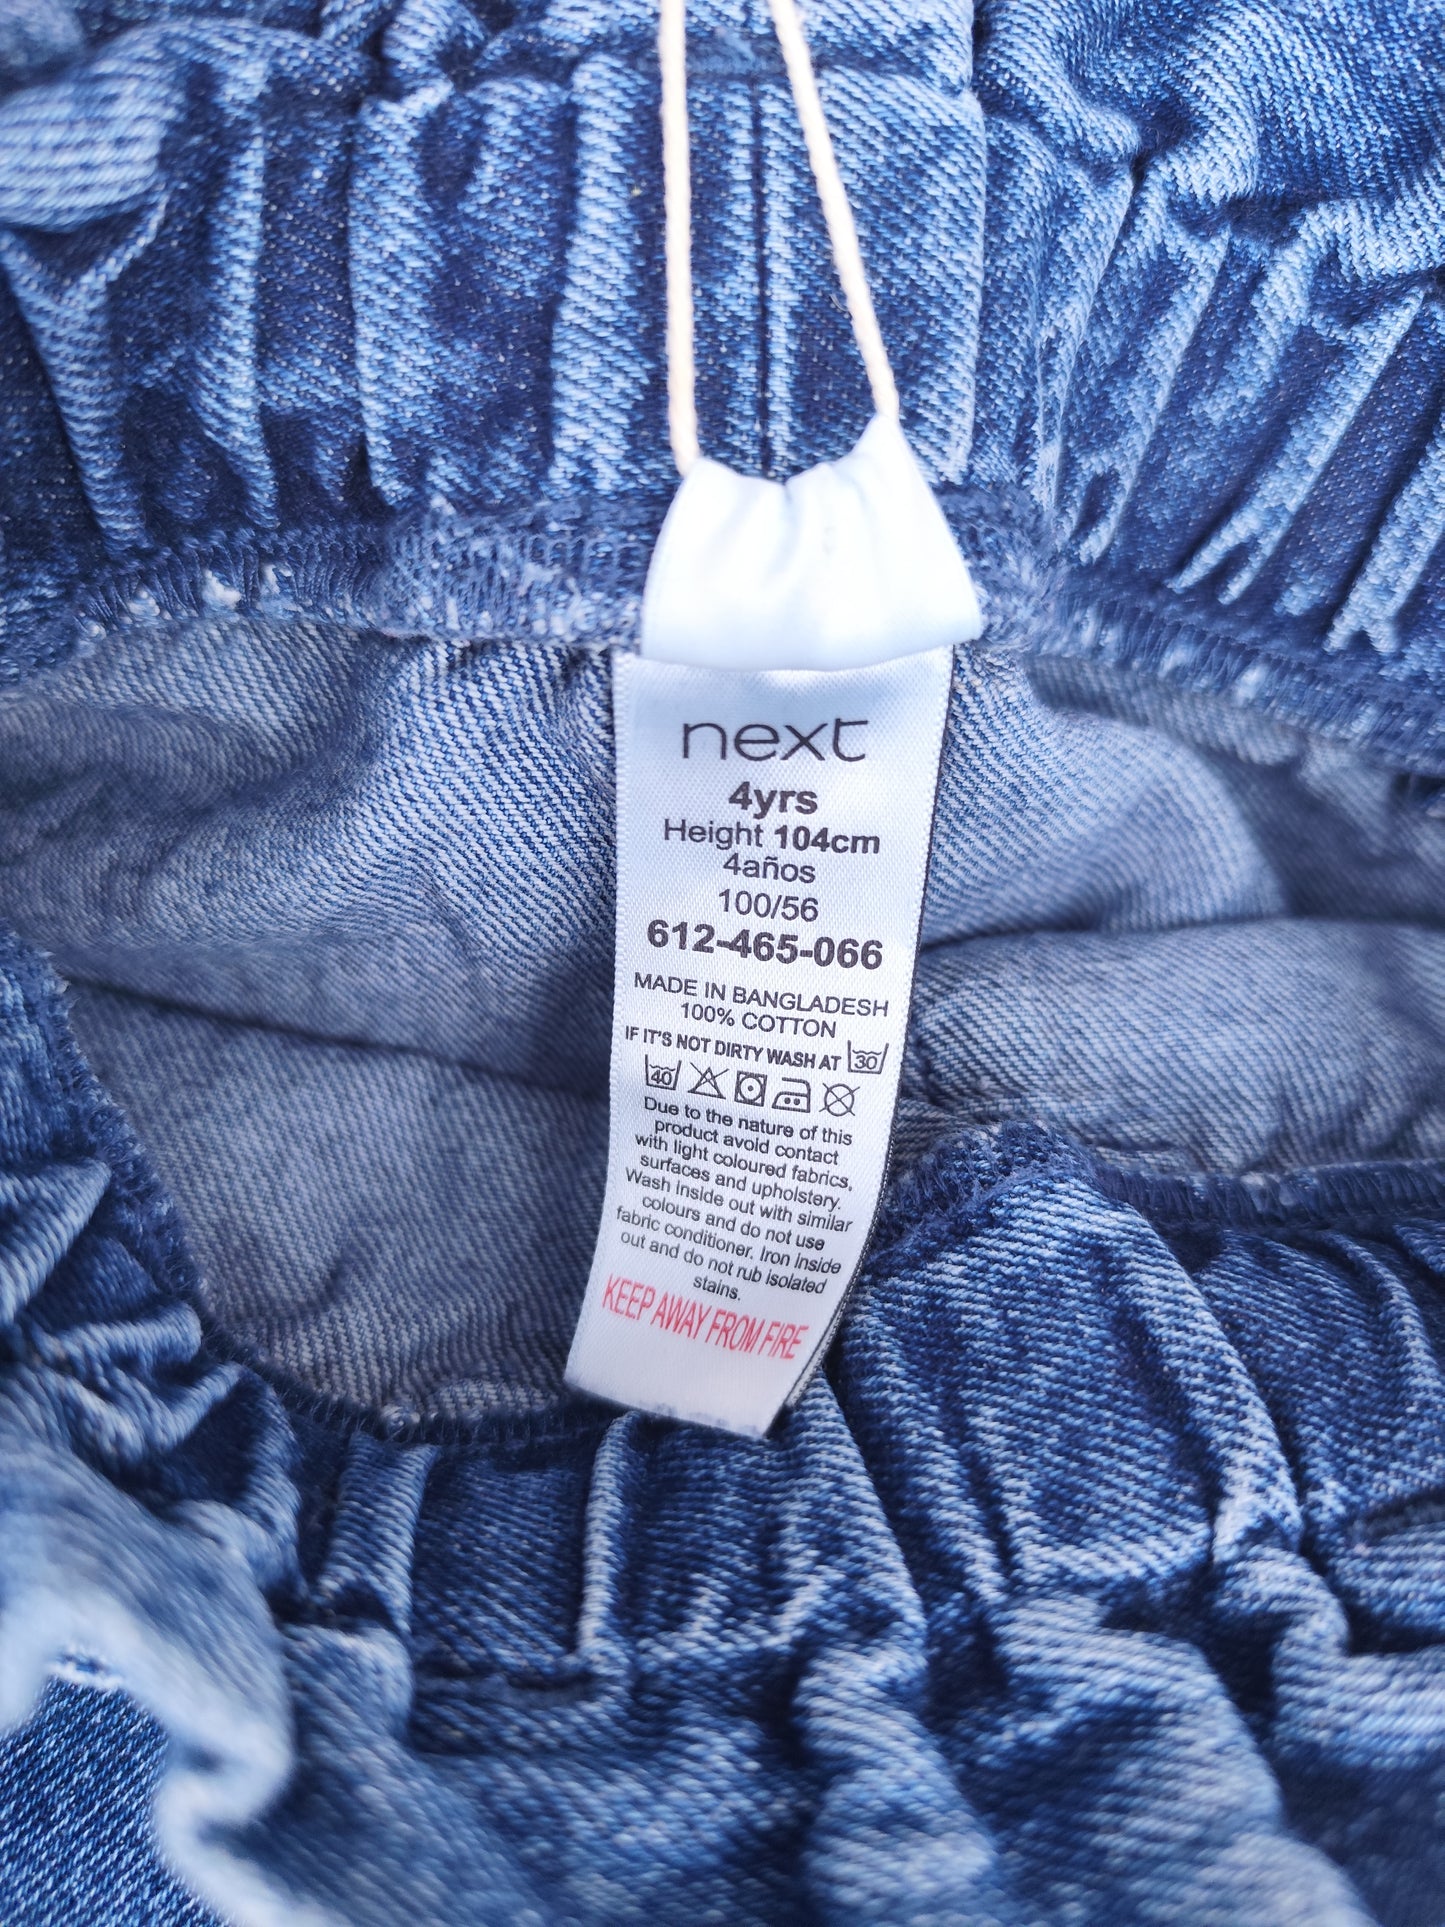 next
4yrs
Height 104cm
4años
100/56
612-465-066
MADE IN BANGLADESH
100% COTTON
IF IT'S NOT DIRTY WASH AT 30
40
Due to the nature of this
product avoid contact
with light coloured fabrics,
surfaces and upholstery.
Wash inside out with similar
colours and do not use
fabric conditioner. Iron inside
out and do not rub isolated
stains.
KEEP AWAY FROM FIRE